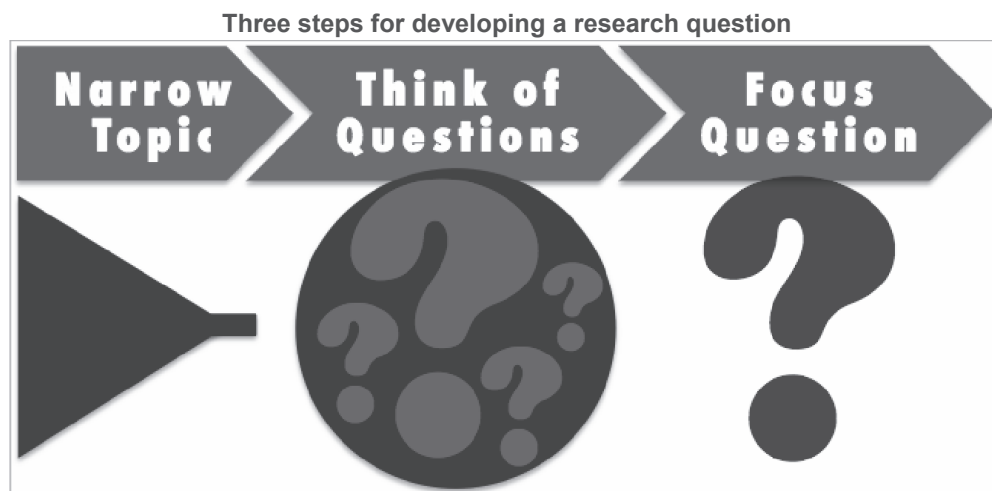 Three steps for developing a research question
Narrow
Topic
Think of
Questions
Focus
Question